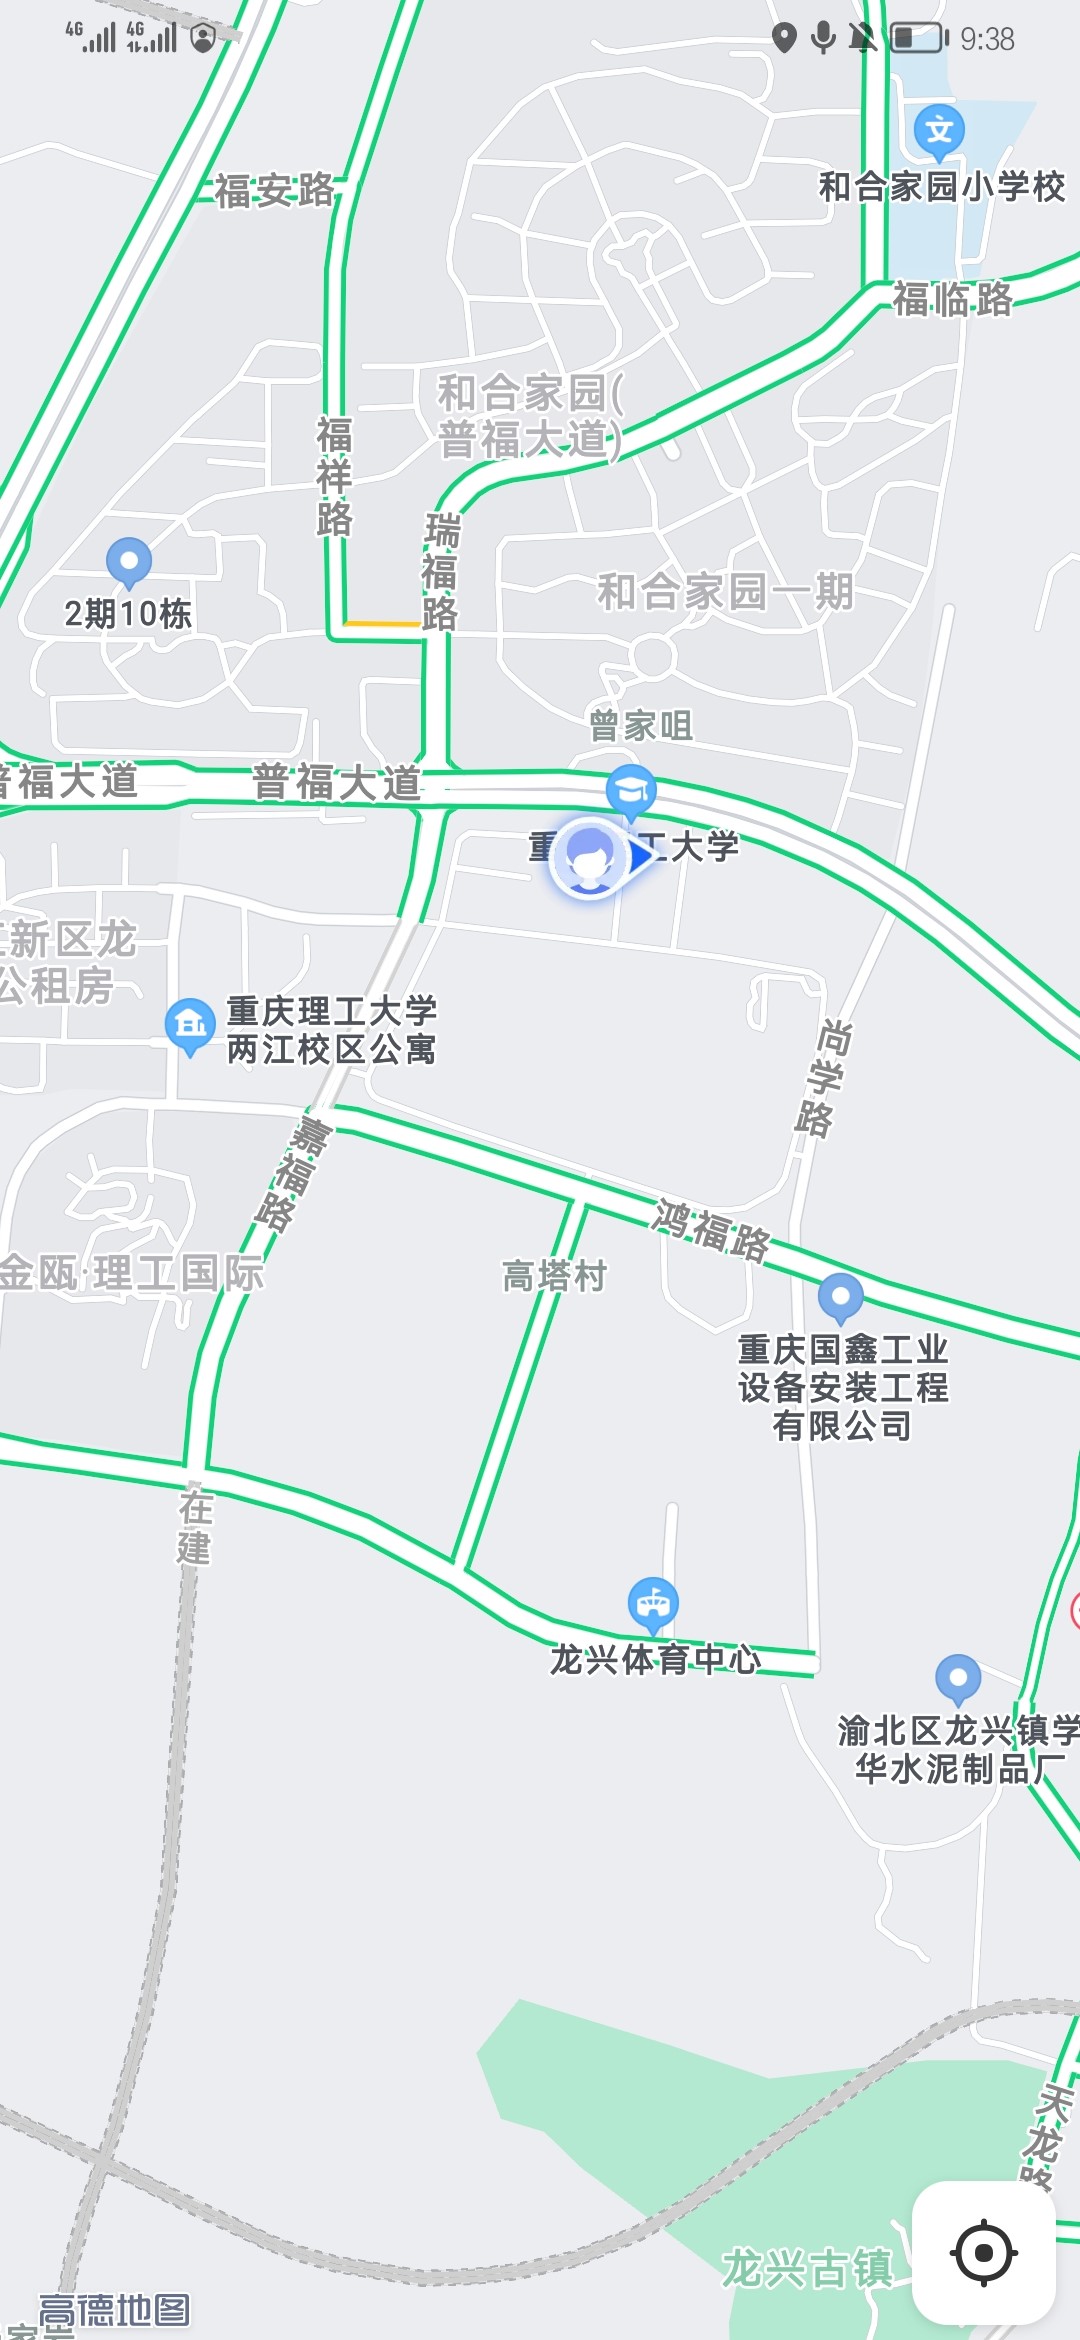 4G 4G 9:38
和合家园小学校
福安路
福临路
和合家园(
普福大道)
福祥路
瑞福路
和合家园一期
2期10栋
曾家咀
普福大道
普福大道
重
工大学
江新区龙
公租房
重庆理工大学
两江校区公寓
尚学路
嘉福路
鸿福路
金瓯·理工国际
高塔村
重庆国鑫工业
设备安装工程
有限公司
在建
龙兴体育中心
渝北区龙兴镇学
华水泥制品厂
天龙路
龙兴古镇
高德地图